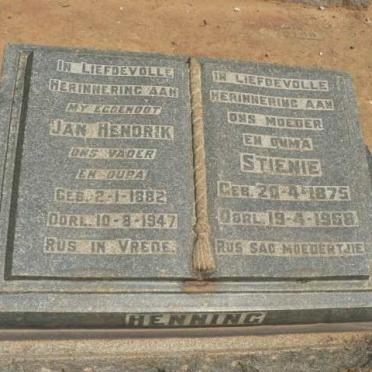 In Liefdevolle
Herinnering aan
my eggenoot
Jan Hendrik
ons vader
en oupa
Geb. 2-1-1882
Oorl. 10-8-1947
Rus in Vrede.
In Liefdevolle
Herinnering aan
ons moeder
en ouma
Stienie
Geb. 20-4-1875
Oorl. 19-4-1958
Rus sag moedertjie
Henning